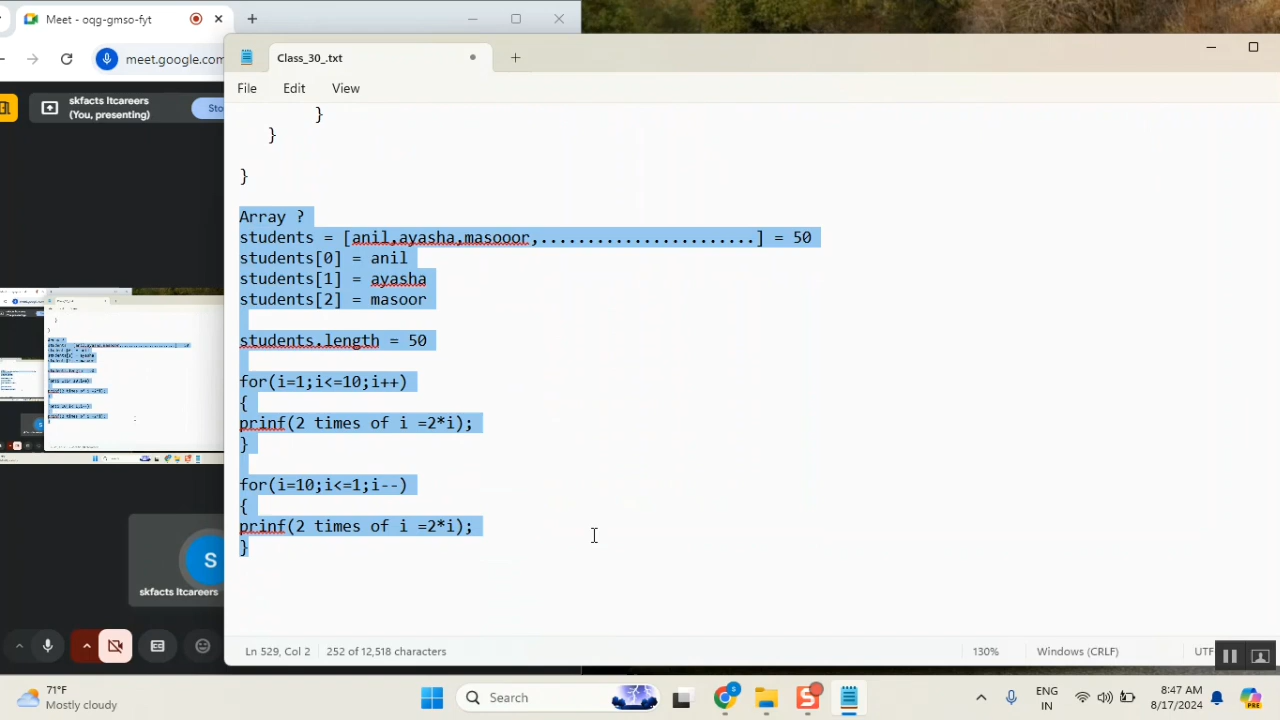 Meet - oqg-gmso-fyt
meet.google.com
skfacts Itcareers
(You, presenting)
Sto
S
skfacts Itcareers
Class_30_.txt
File Edit View
}
}
}
Array ?
students = [anil,ayasha,masooor,.......................] = 50
students[0] = anil
students[1] = ayasha
students[2] = masoor
students.length = 50
for(i=1;i<=10;i++)
{
prinf(2 times of i =2*i);
}
for(i=10;i<=1;i--)
{
prinf(2 times of i =2*i);
}
Ln 529, Col 2 252 of 12,518 characters 130% Windows (CRLF) UTF
71°F
Mostly cloudy
Search
S
S
ENG
IN
8:47 AM
8/17/2024
PRE